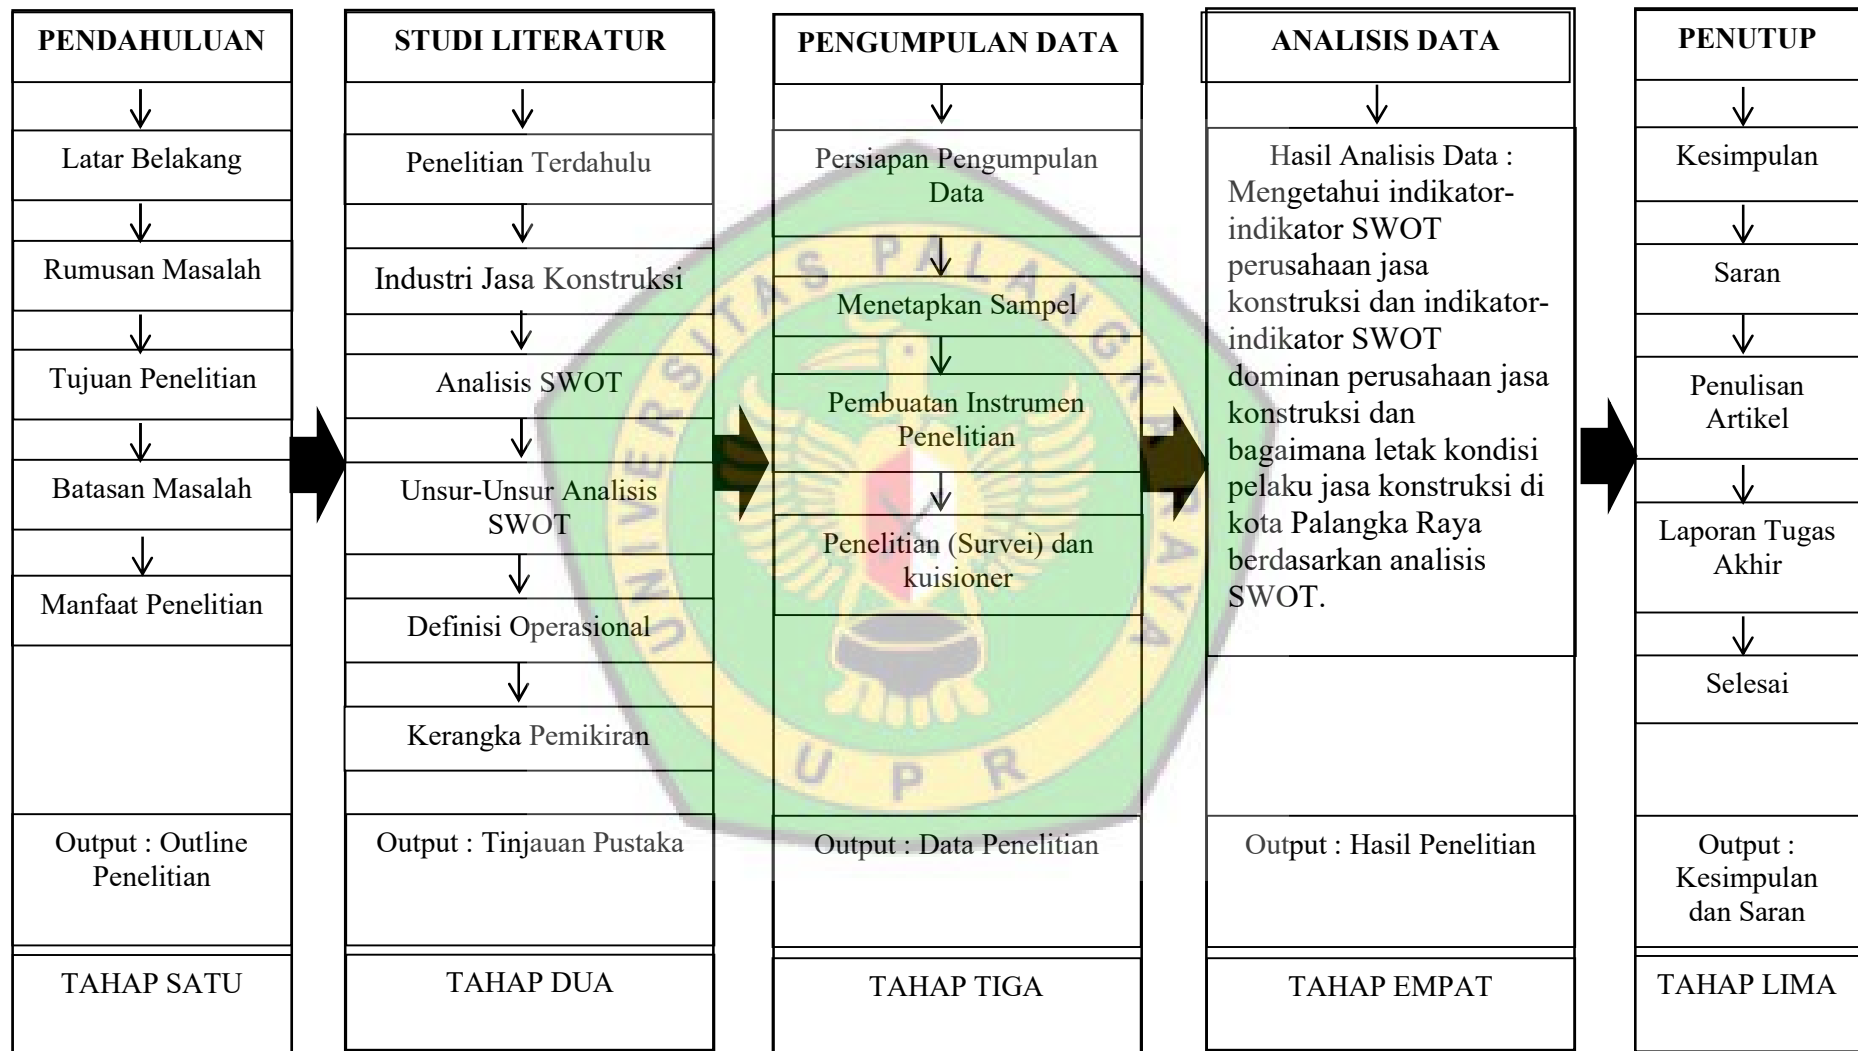 PENDAHULUAN
Latar Belakang
Rumusan Masalah
Tujuan Penelitian
Batasan Masalah
Manfaat Penelitian
Output : Outline
Penelitian
TAHAP SATU
STUDI LITERATUR
Penelitian Terdahulu
Industri Jasa Konstruksi
Analisis SWOT
Unsur-Unsur Analisis
SWOT
Definisi Operasional
Kerangka Pemikiran
Output : Tinjauan Pustaka
TAHAP DUA
PENGUMPULAN DATA
Persiapan Pengumpulan
Data
Menetapkan Sampel
Pembuatan Instrumen
Penelitian
Penelitian (Survei) dan
kuisioner
Output : Data Penelitian
TAHAP TIGA
ANALISIS DATA
Hasil Analisis Data :
Mengetahui indikator-
indikator SWOT
perusahaan jasa
konstruksi dan indikator-
indikator SWOT
dominan perusahaan jasa
konstruksi dan
bagaimana letak kondisi
pelaku jasa konstruksi di
kota Palangka Raya
berdasarkan analisis
SWOT.
Output : Hasil Penelitian
TAHAP EMPAT
PENUTUP
Kesimpulan
Saran
Penulisan
Artikel
Laporan Tugas
Akhir
Selesai
Output :
Kesimpulan
dan Saran
TAHAP LIMA
UNIVERSITAS PALANGKA RAYA
U P R